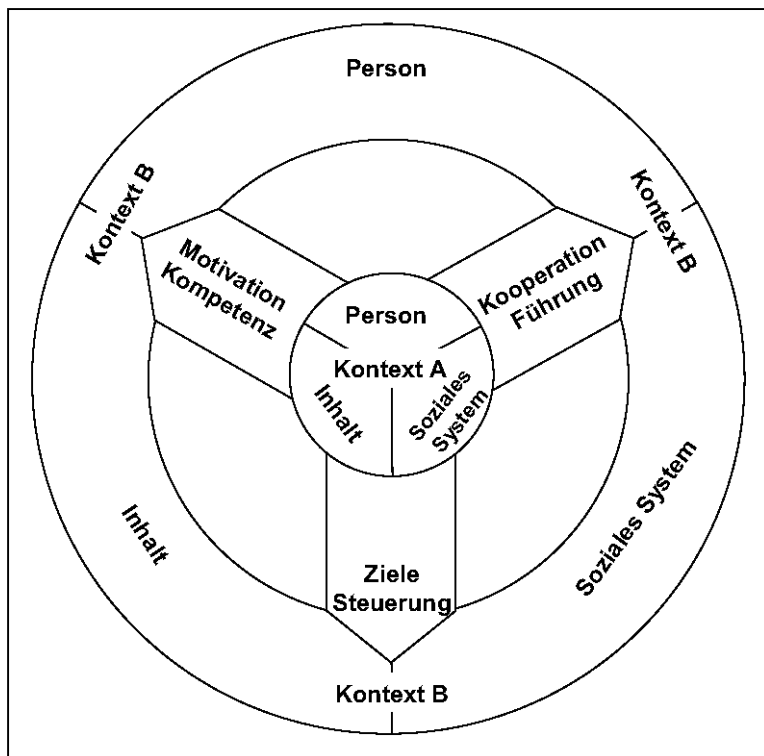 Person
Kontext B
Kontext B
Motivation
Kompetenz
Kooperation
Führung
Person
Kontext A
Inhalt
Soziales
System
Inhalt
Soziales System
Ziele
Steuerung
Kontext B